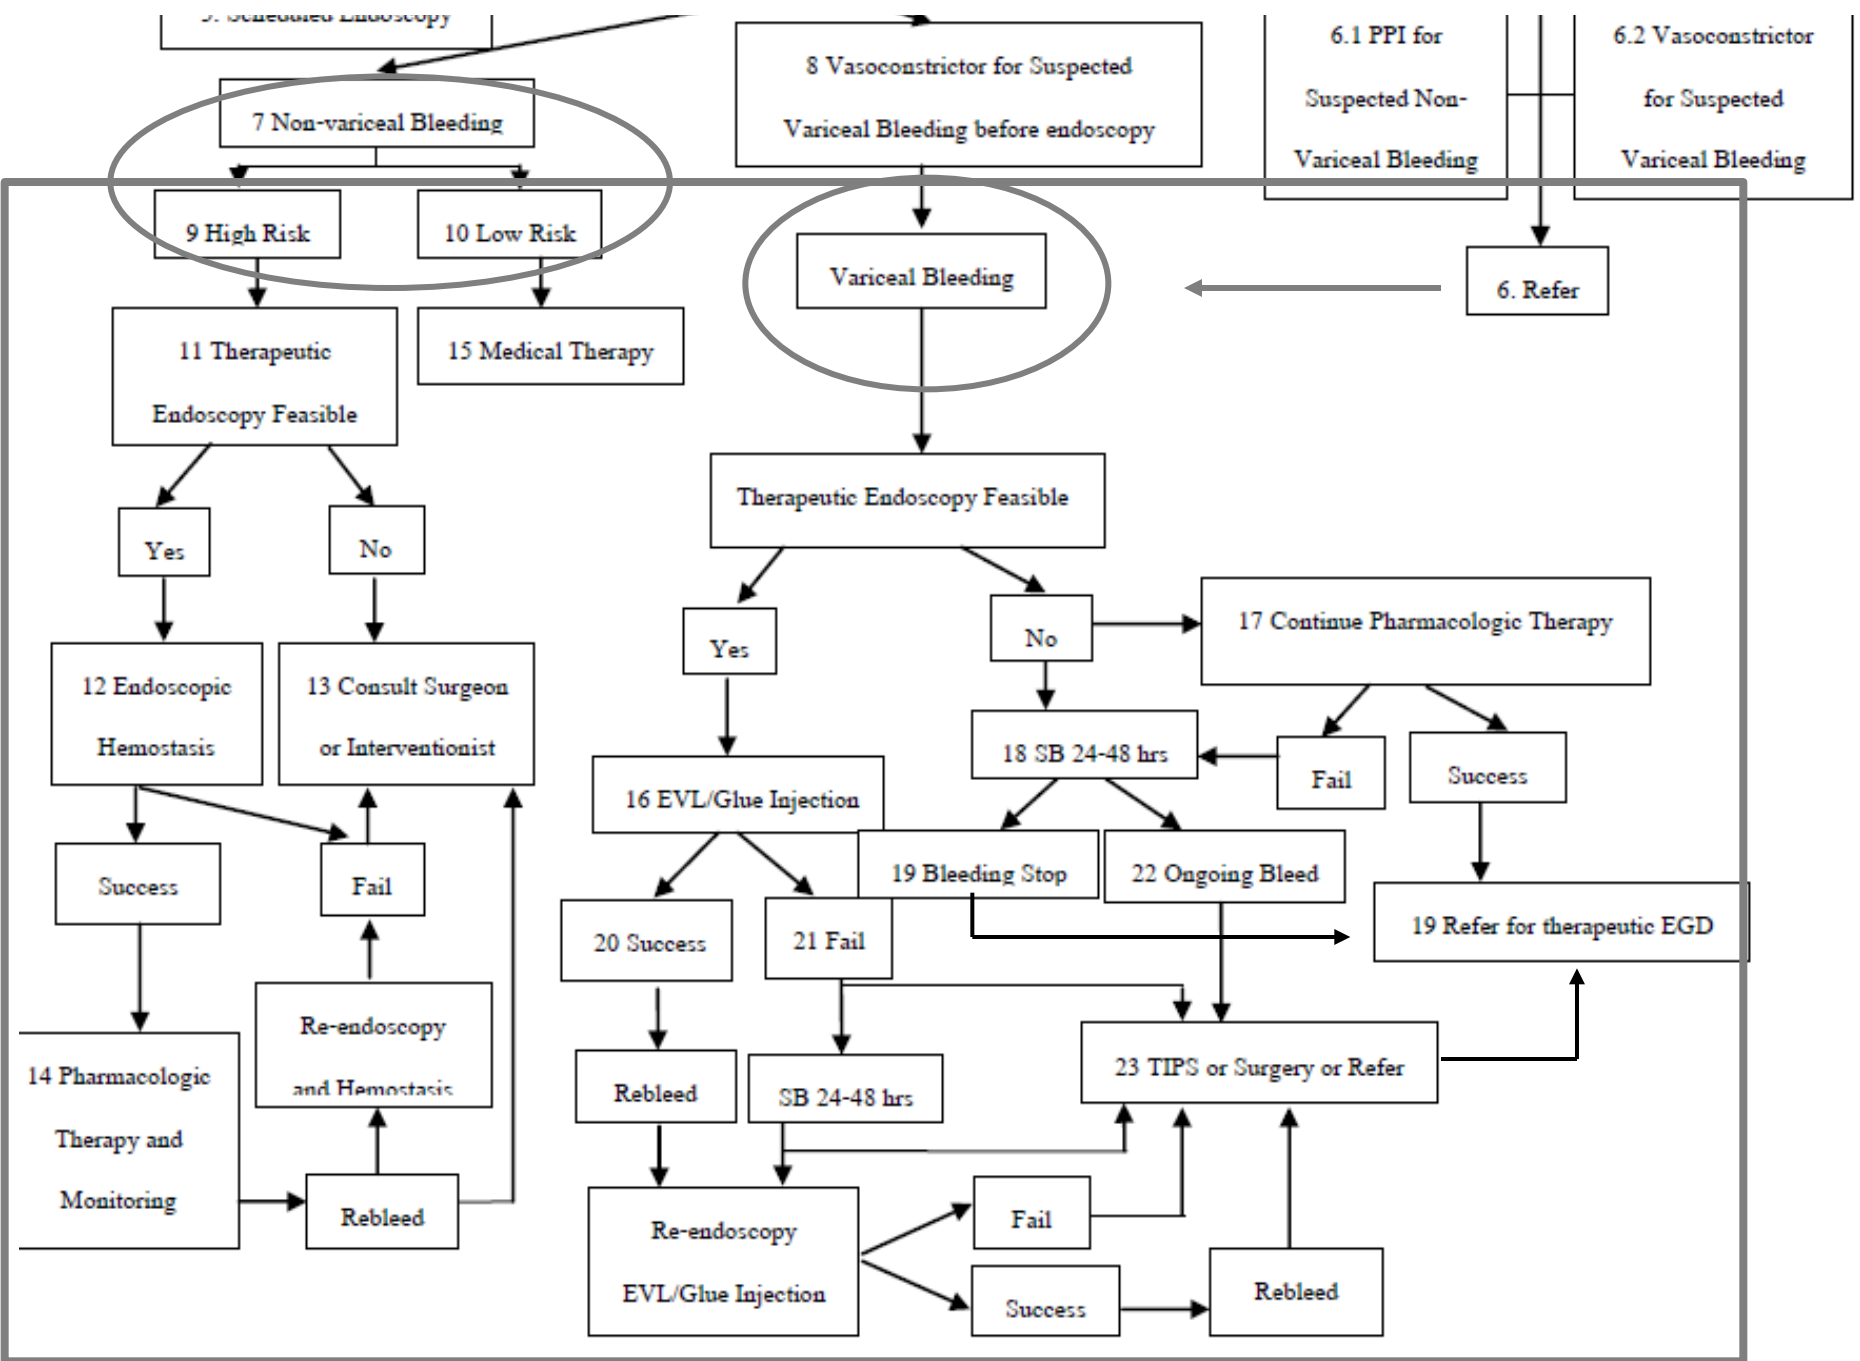 5. Scheduled Endoscopy
8 Vasoconstrictor for Suspected
Variceal Bleeding before endoscopy
6.1 PPI for
Suspected Non-
Variceal Bleeding
6.2 Vasoconstrictor
for Suspected
Variceal Bleeding
7 Non-variceal Bleeding
9 High Risk
10 Low Risk
Variceal Bleeding
6. Refer
11 Therapeutic
Endoscopy Feasible
15 Medical Therapy
Therapeutic Endoscopy Feasible
Yes
No
Yes
No
17 Continue Pharmacologic Therapy
12 Endoscopic
Hemostasis
13 Consult Surgeon
or Interventionist
16 EVL/Glue Injection
18 SB 24-48 hrs
Fail
Success
Success
Fail
19 Bleeding Stop
22 Ongoing Bleed
20 Success
21 Fail
19 Refer for therapeutic EGD
Re-endoscopy
and Hemostasis
14 Pharmacologic
Therapy and
Monitoring
Rebleed
Rebleed
SB 24-48 hrs
23 TIPS or Surgery or Refer
Re-endoscopy
EVL/Glue Injection
Fail
Success
Rebleed